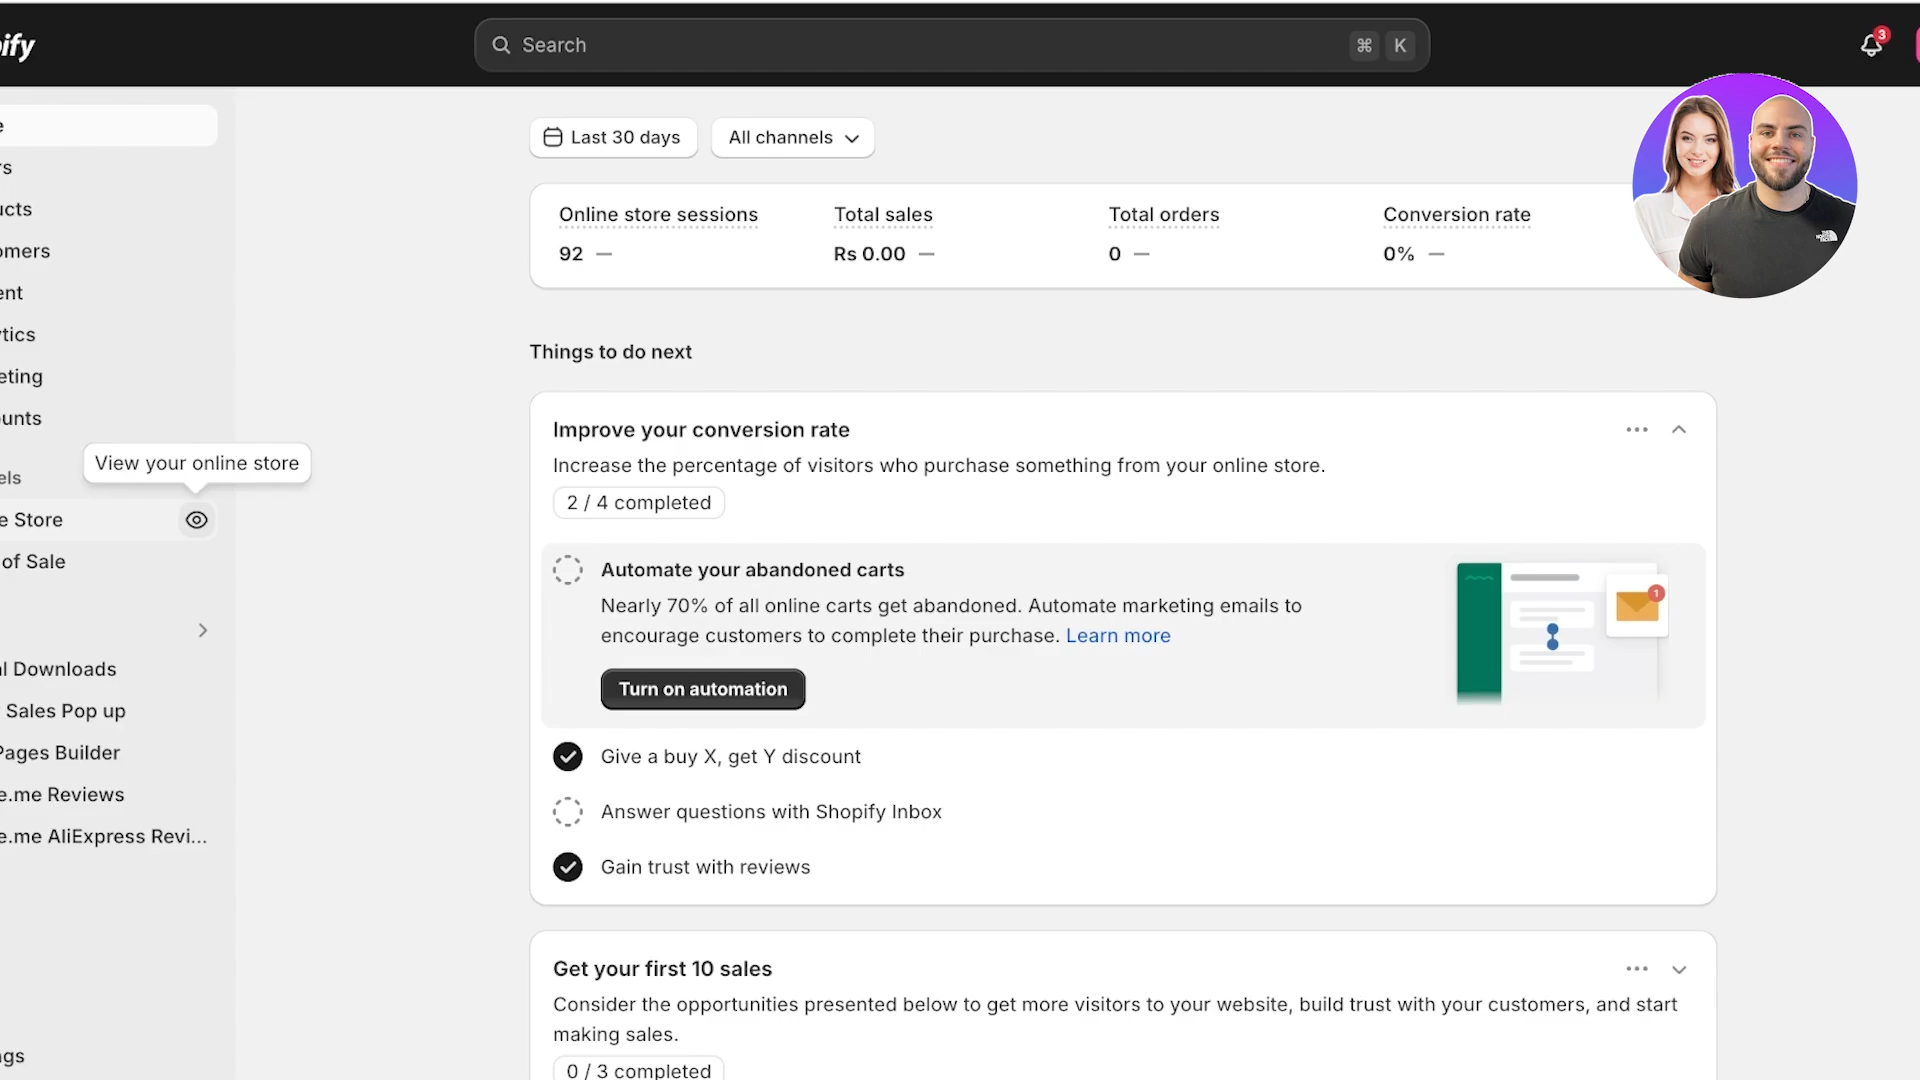 ify
Search
⌘ K
3
Last 30 days
All channels
Online store sessions
92 —
Total sales
Rs 0.00 —
Total orders
0 —
Conversion rate
0% —
e
rs
ucts
omers
ent
ytics
eting
ounts
View your online store
els
e Store
of Sale
l Downloads
Sales Pop up
Pages Builder
e.me Reviews
e.me AliExpress Revi...
ngs
Things to do next
Improve your conversion rate
Increase the percentage of visitors who purchase something from your online store.
2 / 4 completed
Automate your abandoned carts
Nearly 70% of all online carts get abandoned. Automate marketing emails to
encourage customers to complete their purchase. Learn more
Turn on automation
1
Give a buy X, get Y discount
Answer questions with Shopify Inbox
Gain trust with reviews
Get your first 10 sales
Consider the opportunities presented below to get more visitors to your website, build trust with your customers, and start
making sales.
0 / 3 completed